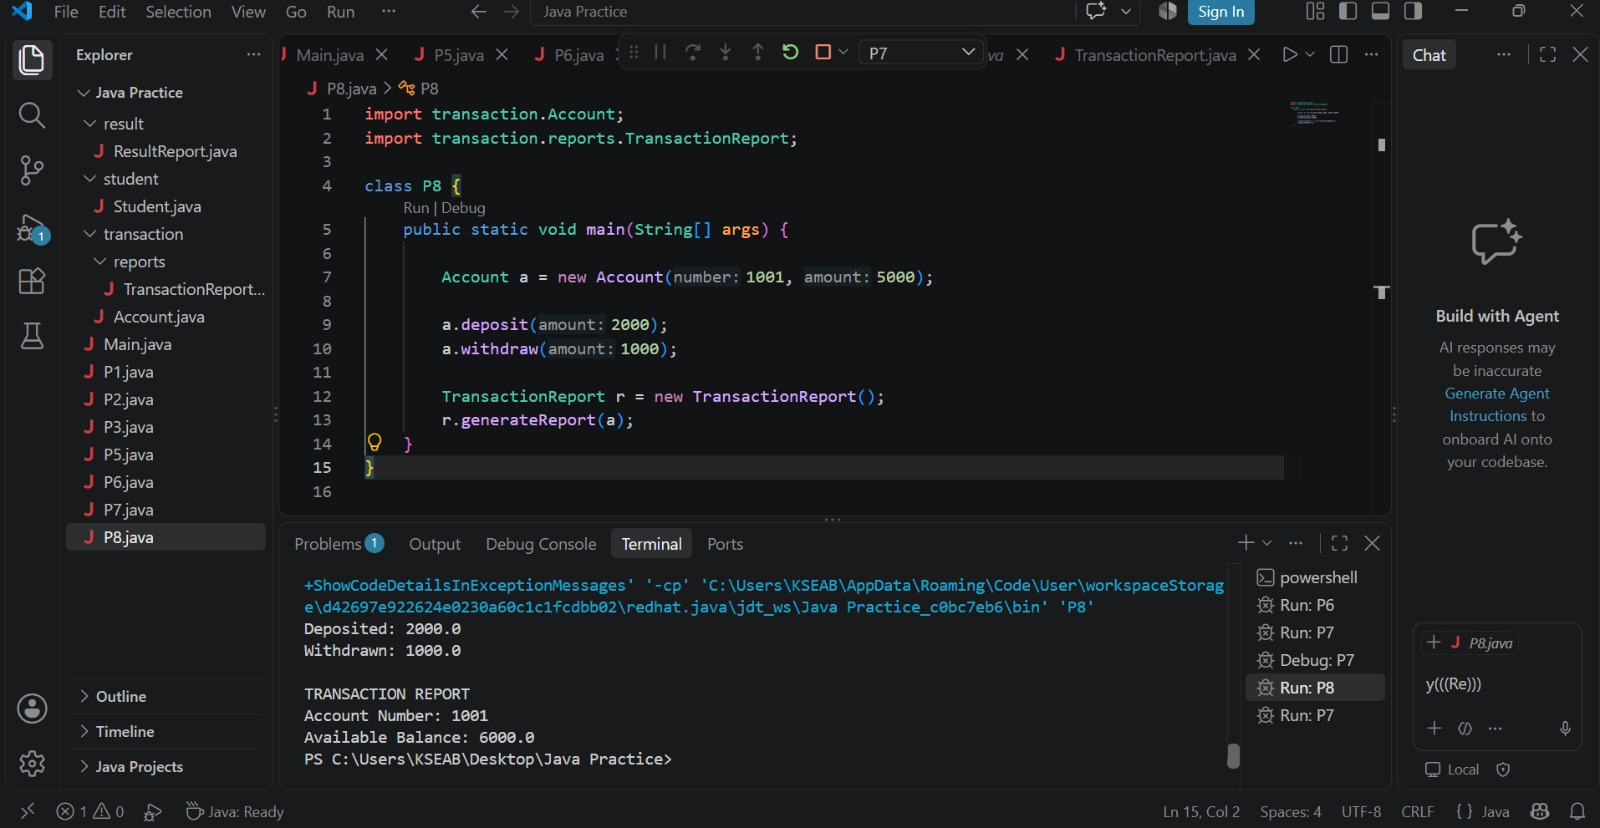 File Edit Selection View Go Run ··· Java Practice Sign In
Explorer ···
Java Practice
result
ResultReport.java
student
Student.java
transaction
reports
TransactionReport...
Account.java
Main.java
P1.java
P2.java
P3.java
P5.java
P6.java
P7.java
P8.java
Outline
Timeline
Java Projects
Main.java P5.java P6.java P7 va TransactionReport.java
P8.java > P8
1 import transaction.Account;
2 import transaction.reports.TransactionReport;
3
4 class P8 {
Run | Debug
5 public static void main(String[] args) {
6
7 Account a = new Account(number: 1001, amount: 5000);
8
9 a.deposit(amount: 2000);
10 a.withdraw(amount: 1000);
11
12 TransactionReport r = new TransactionReport();
13 r.generateReport(a);
14 }
15 }
16
Problems 1 Output Debug Console Terminal Ports
+ShowCodeDetailsInExceptionMessages' '-cp' 'C:\Users\KSEAB\AppData\Roaming\Code\User\workspaceStorag
e\d42697e922624e0230a60c1c1fcdbb02\redhat.java\jdt_ws\Java Practice_c0bc7eb6\bin' 'P8'
Deposited: 2000.0
Withdrawn: 1000.0
TRANSACTION REPORT
Account Number: 1001
Available Balance: 6000.0
PS C:\Users\KSEAB\Desktop\Java Practice>
powershell
Run: P6
Run: P7
Debug: P7
Run: P8
Run: P7
Chat
Build with Agent
AI responses may
be inaccurate
Generate Agent
Instructions to
onboard AI onto
your codebase.
P8.java
y(((Re)))
Local
1 0 Java: Ready Ln 15, Col 2 Spaces: 4 UTF-8 CRLF {} Java